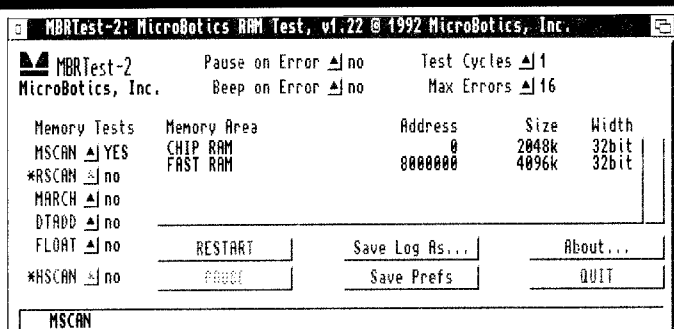 MBRTest-2: MicroBotics RAM Test, v1.22 © 1992 MicroBotics, Inc.
MBRTest-2
MicroBotics, Inc.
Pause on Error no
Beep on Error no
Test Cycles 1
Max Errors 16
Memory Tests
MSCAN YES
*RSCAN no
MARCH no
DTADD no
FLOAT no
*HSCAN no
Memory Area Address Size Width
CHIP RAM 0 2048k 32bit
FAST RAM 8000000 4096k 32bit
RESTART Save Log As... About...
PAUSE Save Prefs QUIT
MSCAN